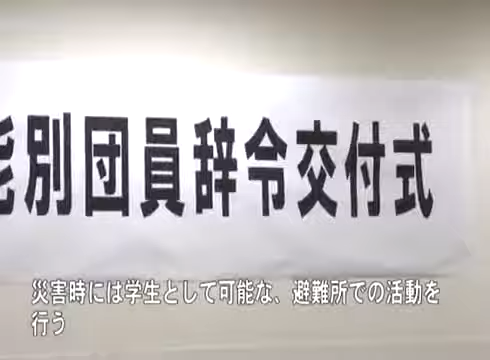 能別団員辞令交付式
災害時には学生として可能な、避難所での活動を
行う